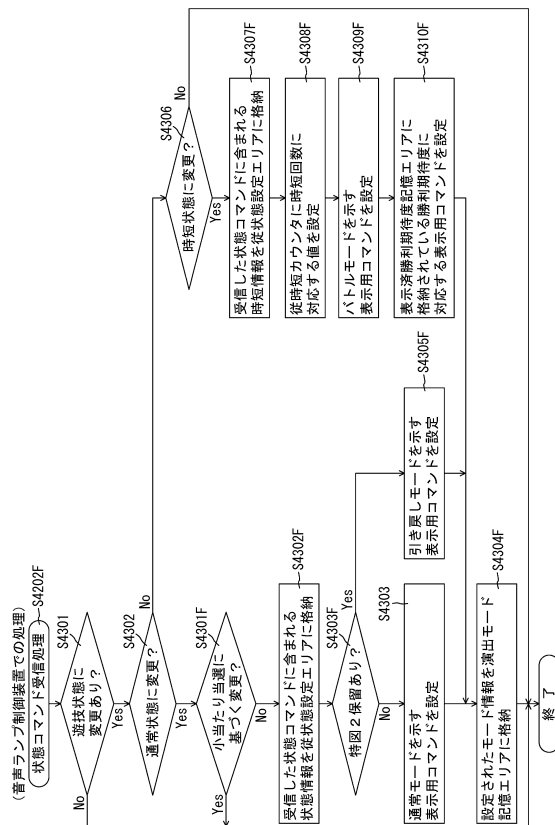 (音声ランプ制御装置での処理)
状態コマンド受信処理
S4202F
遊技状態に
変更あり?
S4301
No
Yes
通常状態に変更?
S4302
No
Yes
小当たり当選に
基づく変更?
S4301F
Yes
No
受信した状態コマンドに含まれる
状態情報を従状態設定エリアに格納
S4302F
特図2保留あり?
S4303F
Yes
No
通常モードを示す
表示用コマンドを設定
S4303
引き戻しモードを示す
表示用コマンドを設定
S4305F
時短状態に変更?
S4306
No
Yes
受信した状態コマンドに含まれる
時短情報を従状態設定エリアに格納
S4307F
従時短カウンタに時短回数に
対応する値を設定
S4308F
バトルモードを示す
表示用コマンドを設定
S4309F
表示済勝利期待度記憶エリアに
格納されている勝利期待度に
対応する表示用コマンドを設定
S4310F
設定されたモード情報を演出モード
記憶エリアに格納
S4304F
終了